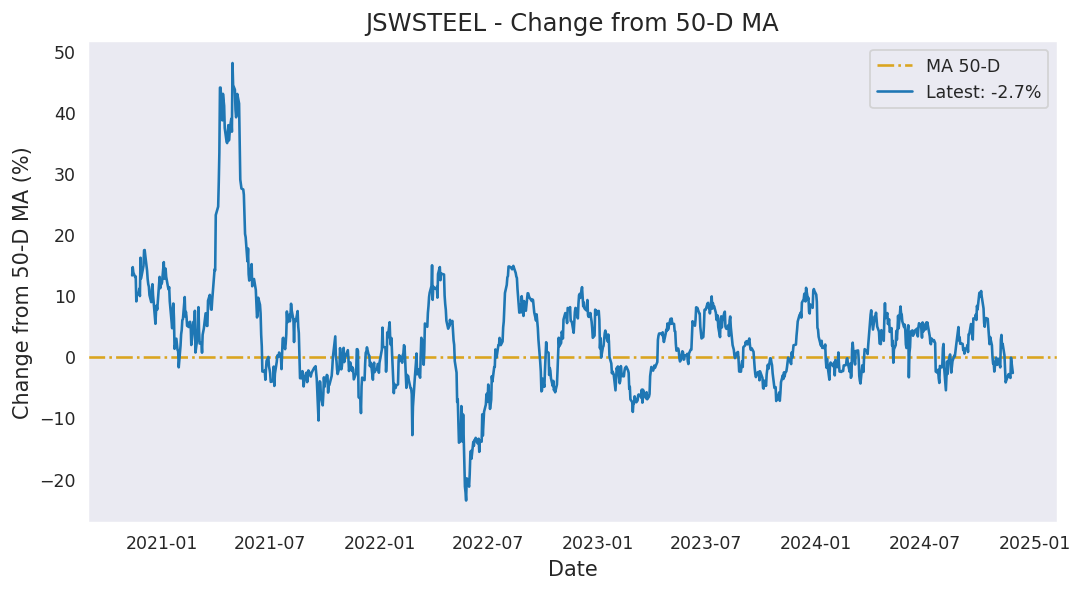 JSWSTEEL - Change from 50-D MA
MA 50-D
Latest: -2.7%
Change from 50-D MA (%)
50
40
30
20
10
0
−10
−20
2021-01 2021-07 2022-01 2022-07 2023-01 2023-07 2024-01 2024-07 2025-01
Date